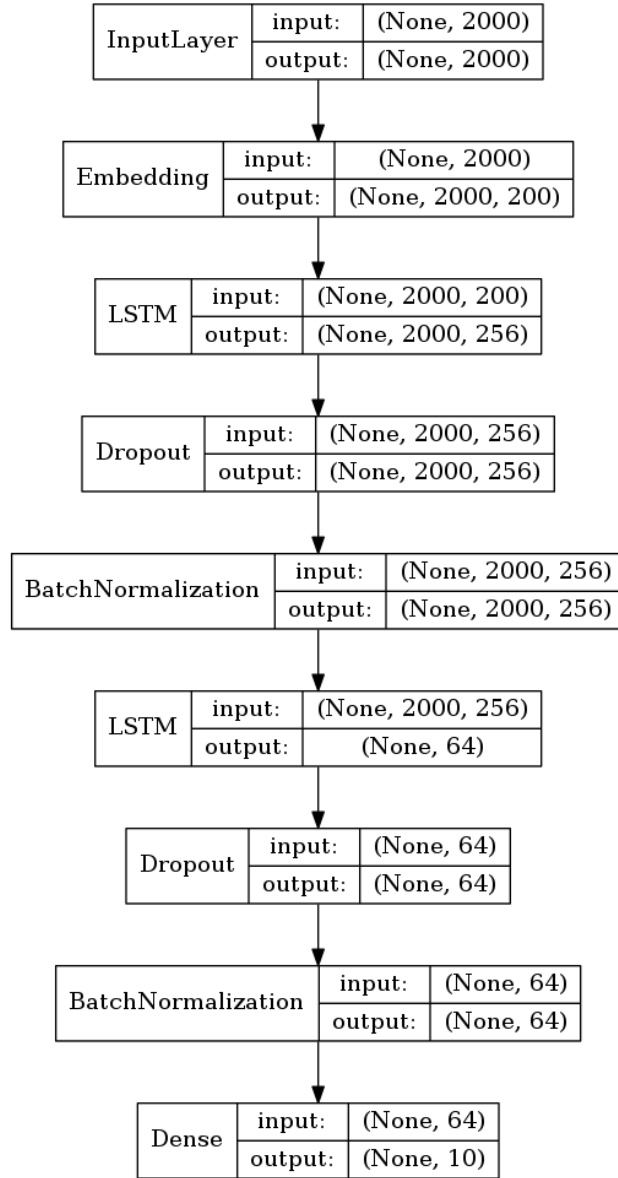 InputLayer input: (None, 2000)
output: (None, 2000)
Embedding input: (None, 2000)
output: (None, 2000, 200)
LSTM input: (None, 2000, 200)
output: (None, 2000, 256)
Dropout input: (None, 2000, 256)
output: (None, 2000, 256)
BatchNormalization input: (None, 2000, 256)
output: (None, 2000, 256)
LSTM input: (None, 2000, 256)
output: (None, 64)
Dropout input: (None, 64)
output: (None, 64)
BatchNormalization input: (None, 64)
output: (None, 64)
Dense input: (None, 64)
output: (None, 10)